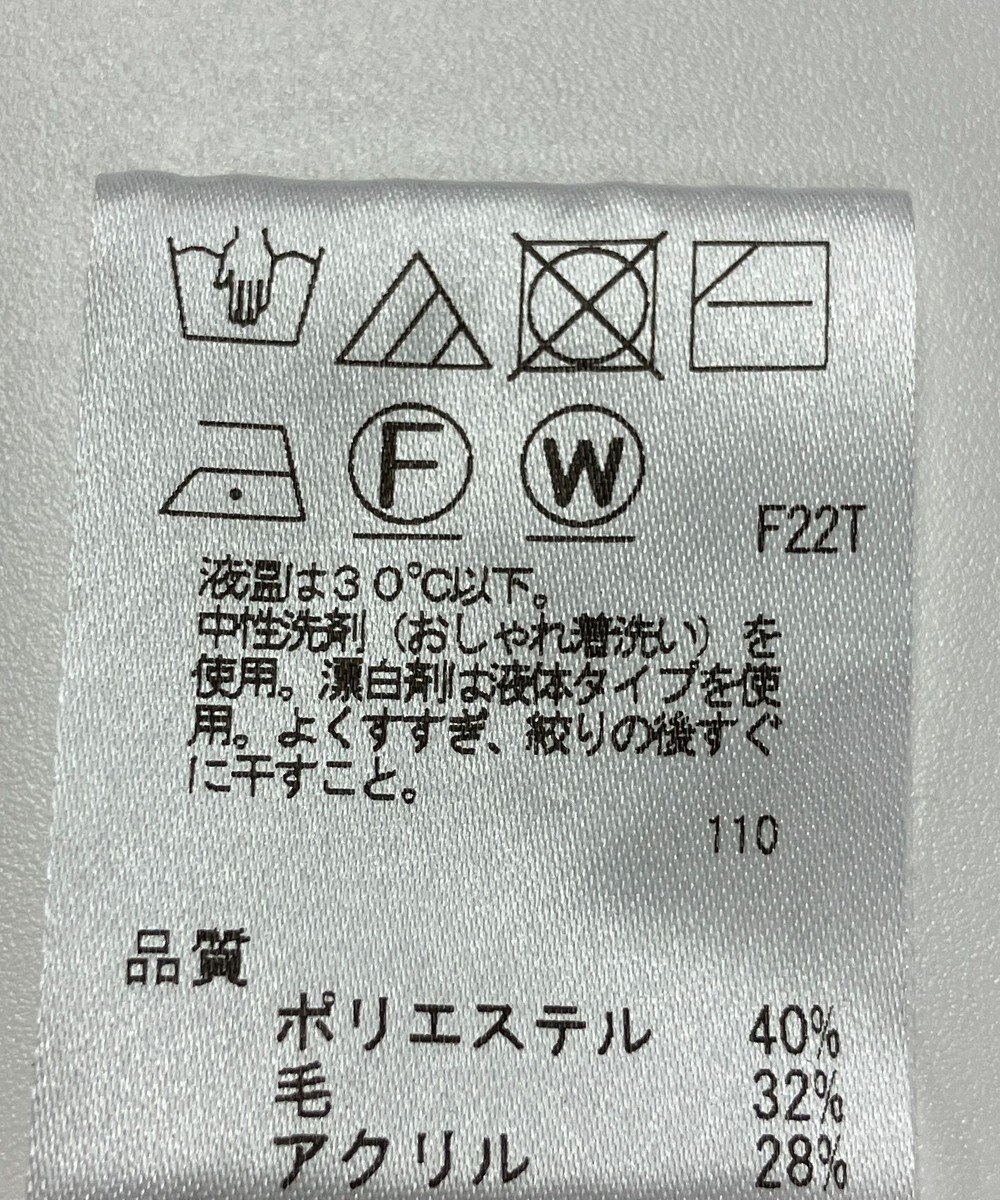 F
W
F22T
液温は30℃以下。
中性洗剤(おしゃれ着洗い)を
使用。漂白剤は液体タイプを使
用。よくすすぎ、絞りの後すぐ
に干すこと。
110
品質
ポリエステル 40%
毛 32%
アクリル 28%